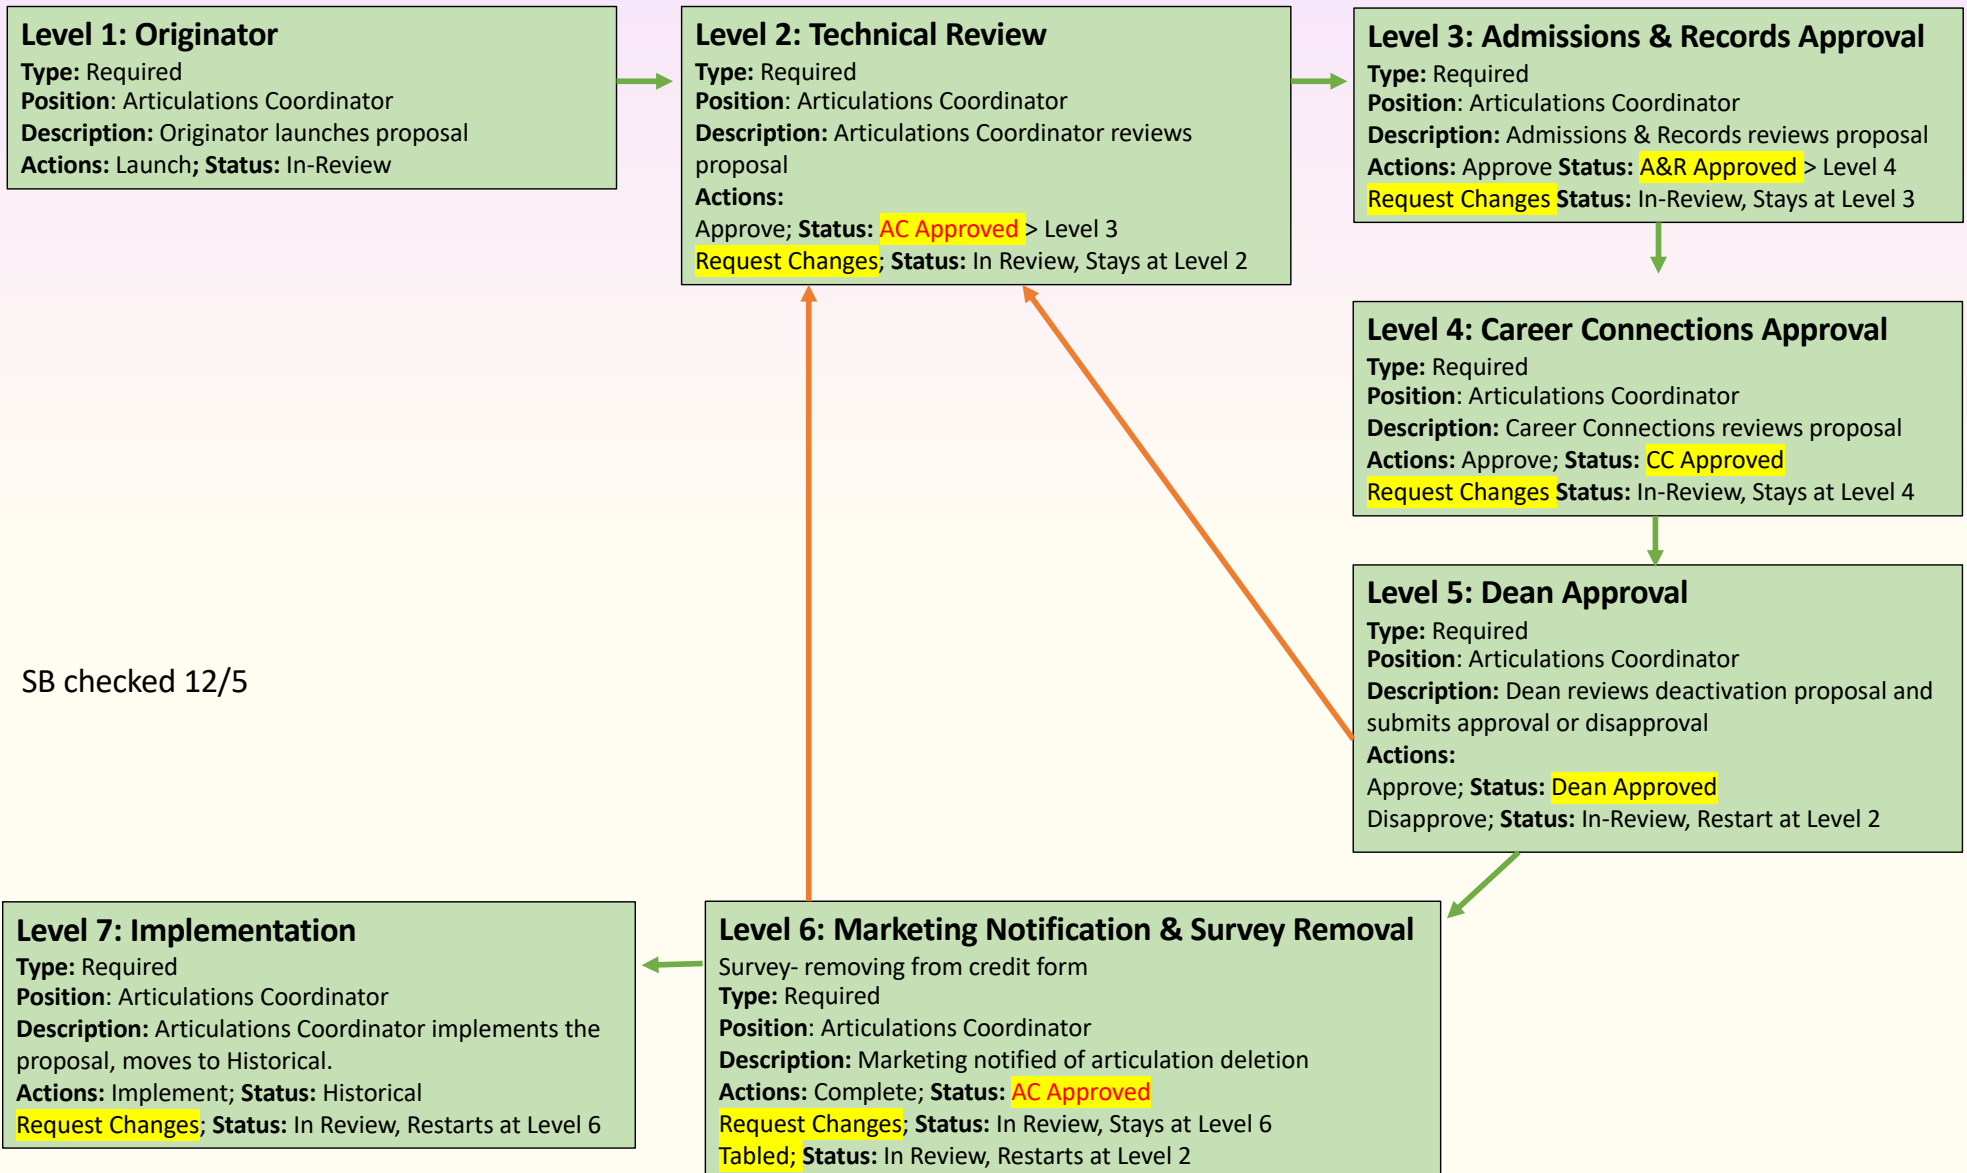 Level 1: Originator
Type: Required
Position: Articulations Coordinator
Description: Originator launches proposal
Actions: Launch; Status: In-Review
Level 2: Technical Review
Type: Required
Position: Articulations Coordinator
Description: Articulations Coordinator reviews
proposal
Actions:
Approve; Status: AC Approved > Level 3
Request Changes; Status: In Review, Stays at Level 2
Level 3: Admissions & Records Approval
Type: Required
Position: Articulations Coordinator
Description: Admissions & Records reviews proposal
Actions: Approve Status: A&R Approved > Level 4
Request Changes Status: In-Review, Stays at Level 3
Level 4: Career Connections Approval
Type: Required
Position: Articulations Coordinator
Description: Career Connections reviews proposal
Actions: Approve; Status: CC Approved
Request Changes Status: In-Review, Stays at Level 4
Level 5: Dean Approval
Type: Required
Position: Articulations Coordinator
Description: Dean reviews deactivation proposal and
submits approval or disapproval
Actions:
Approve; Status: Dean Approved
Disapprove; Status: In-Review, Restart at Level 2
SB checked 12/5
Level 6: Marketing Notification & Survey Removal
Survey- removing from credit form
Type: Required
Position: Articulations Coordinator
Description: Marketing notified of articulation deletion
Actions: Complete; Status: AC Approved
Request Changes; Status: In Review, Stays at Level 6
Tabled; Status: In Review, Restarts at Level 2
Level 7: Implementation
Type: Required
Position: Articulations Coordinator
Description: Articulations Coordinator implements the
proposal, moves to Historical.
Actions: Implement; Status: Historical
Request Changes; Status: In Review, Restarts at Level 6